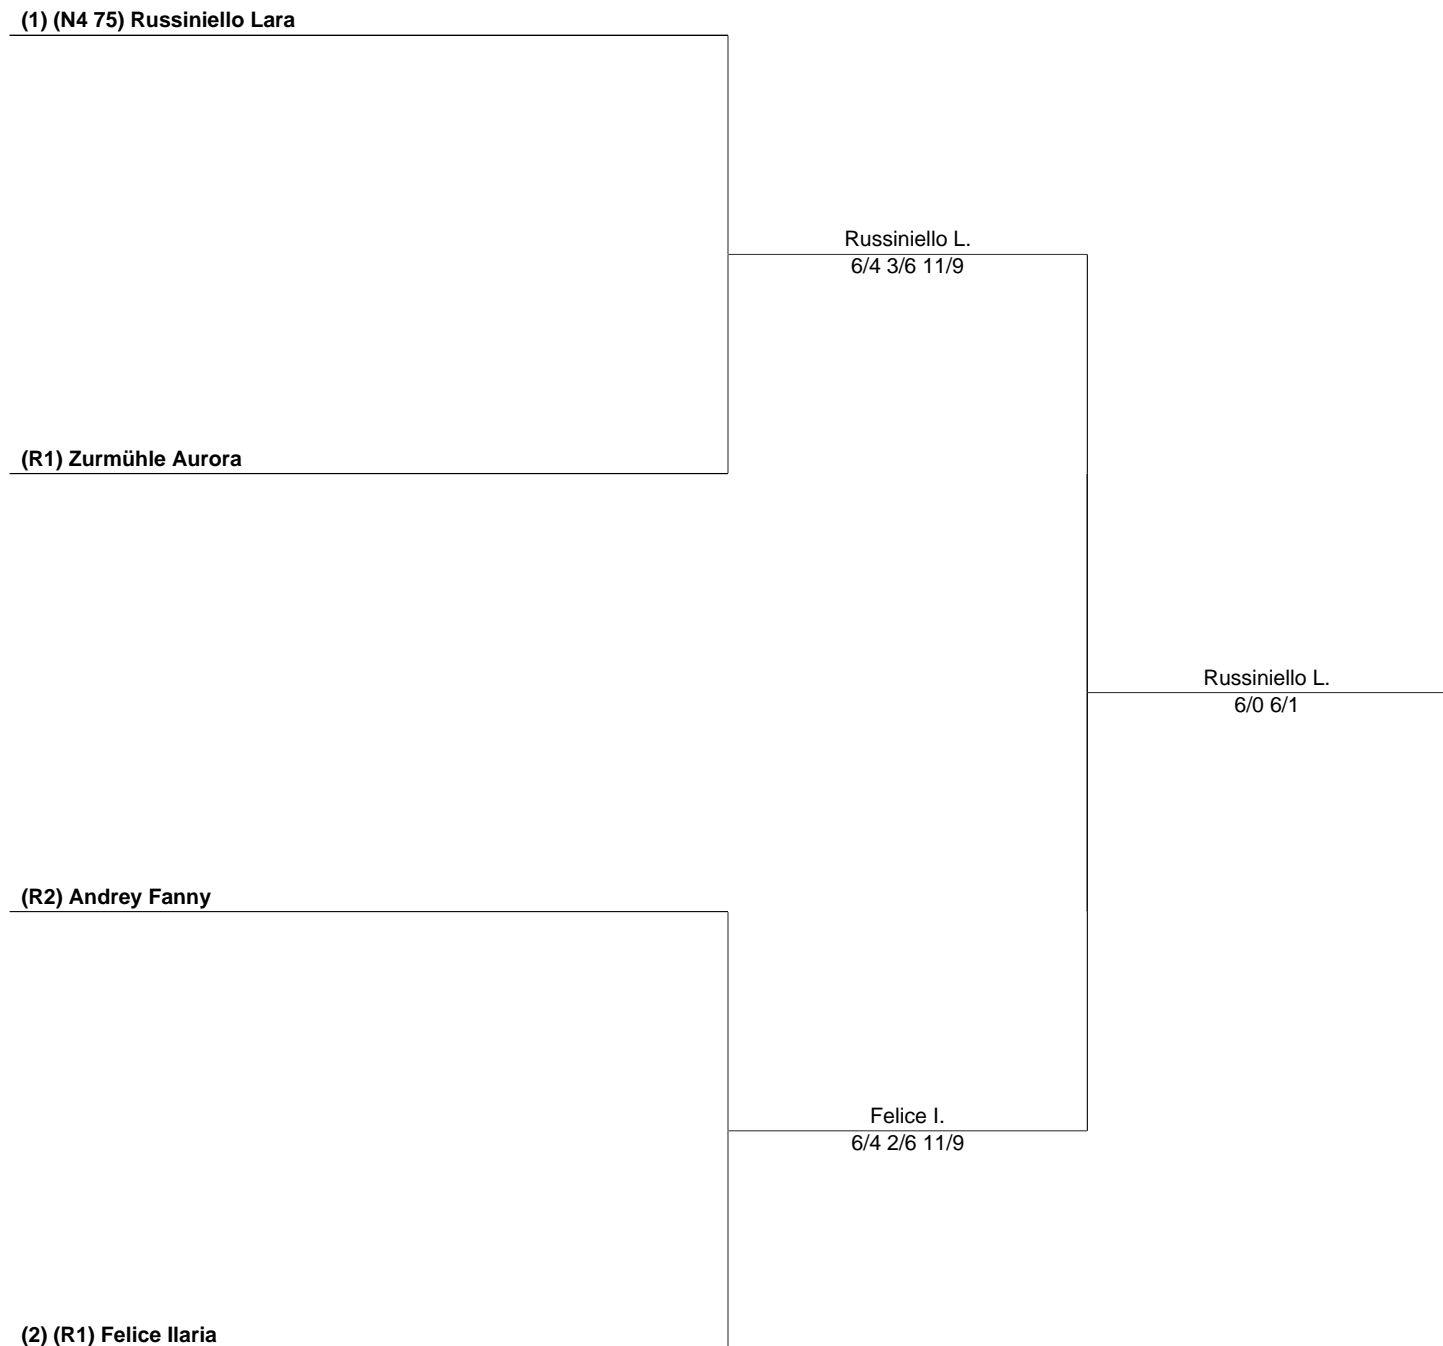 (1) (N4 75) Russiniello Lara
Russiniello L.
6/4 3/6 11/9
(R1) Zurmühle Aurora
Russiniello L.
6/0 6/1
(R2) Andrey Fanny
Felice I.
6/4 2/6 11/9
(2) (R1) Felice Ilaria